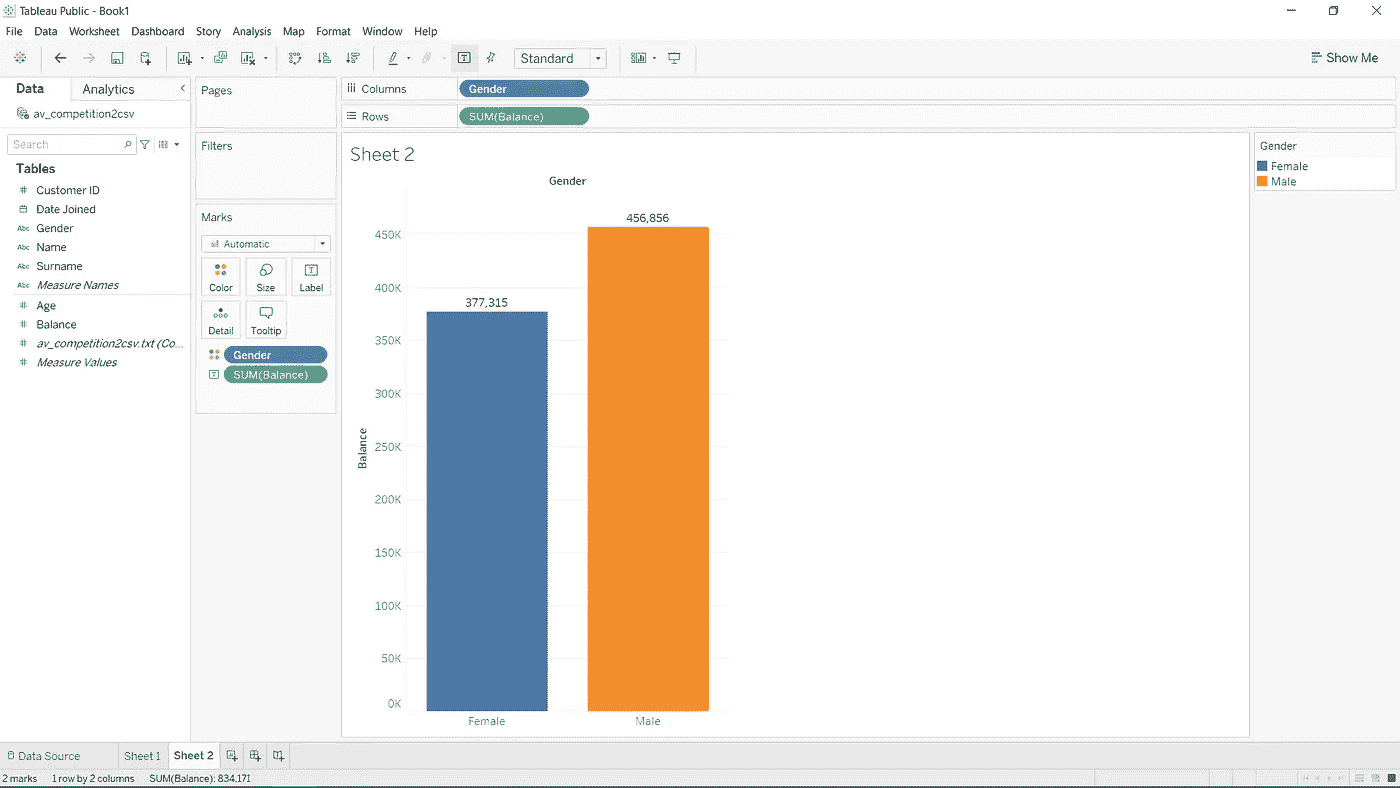 Tableau Public - Book1
File Data Worksheet Dashboard Story Analysis Map Format Window Help
Standard
Show Me
Data Analytics
av_competition2csv
Search
Tables
# Customer ID
Date Joined
Abc Gender
Abc Name
Abc Surname
Abc Measure Names
# Age
# Balance
# av_competition2csv.txt (Co...
# Measure Values
Pages
Filters
Marks
Automatic
Color Size Label
Detail Tooltip
Gender
SUM(Balance)
Columns Gender
Rows SUM(Balance)
Sheet 2
Gender
456,856
450K
400K
377,315
350K
300K
250K
200K
150K
100K
50K
0K
Balance
Female Male
Gender
Female
Male
Data Source Sheet 1 Sheet 2
2 marks 1 row by 2 columns SUM(Balance): 834,171